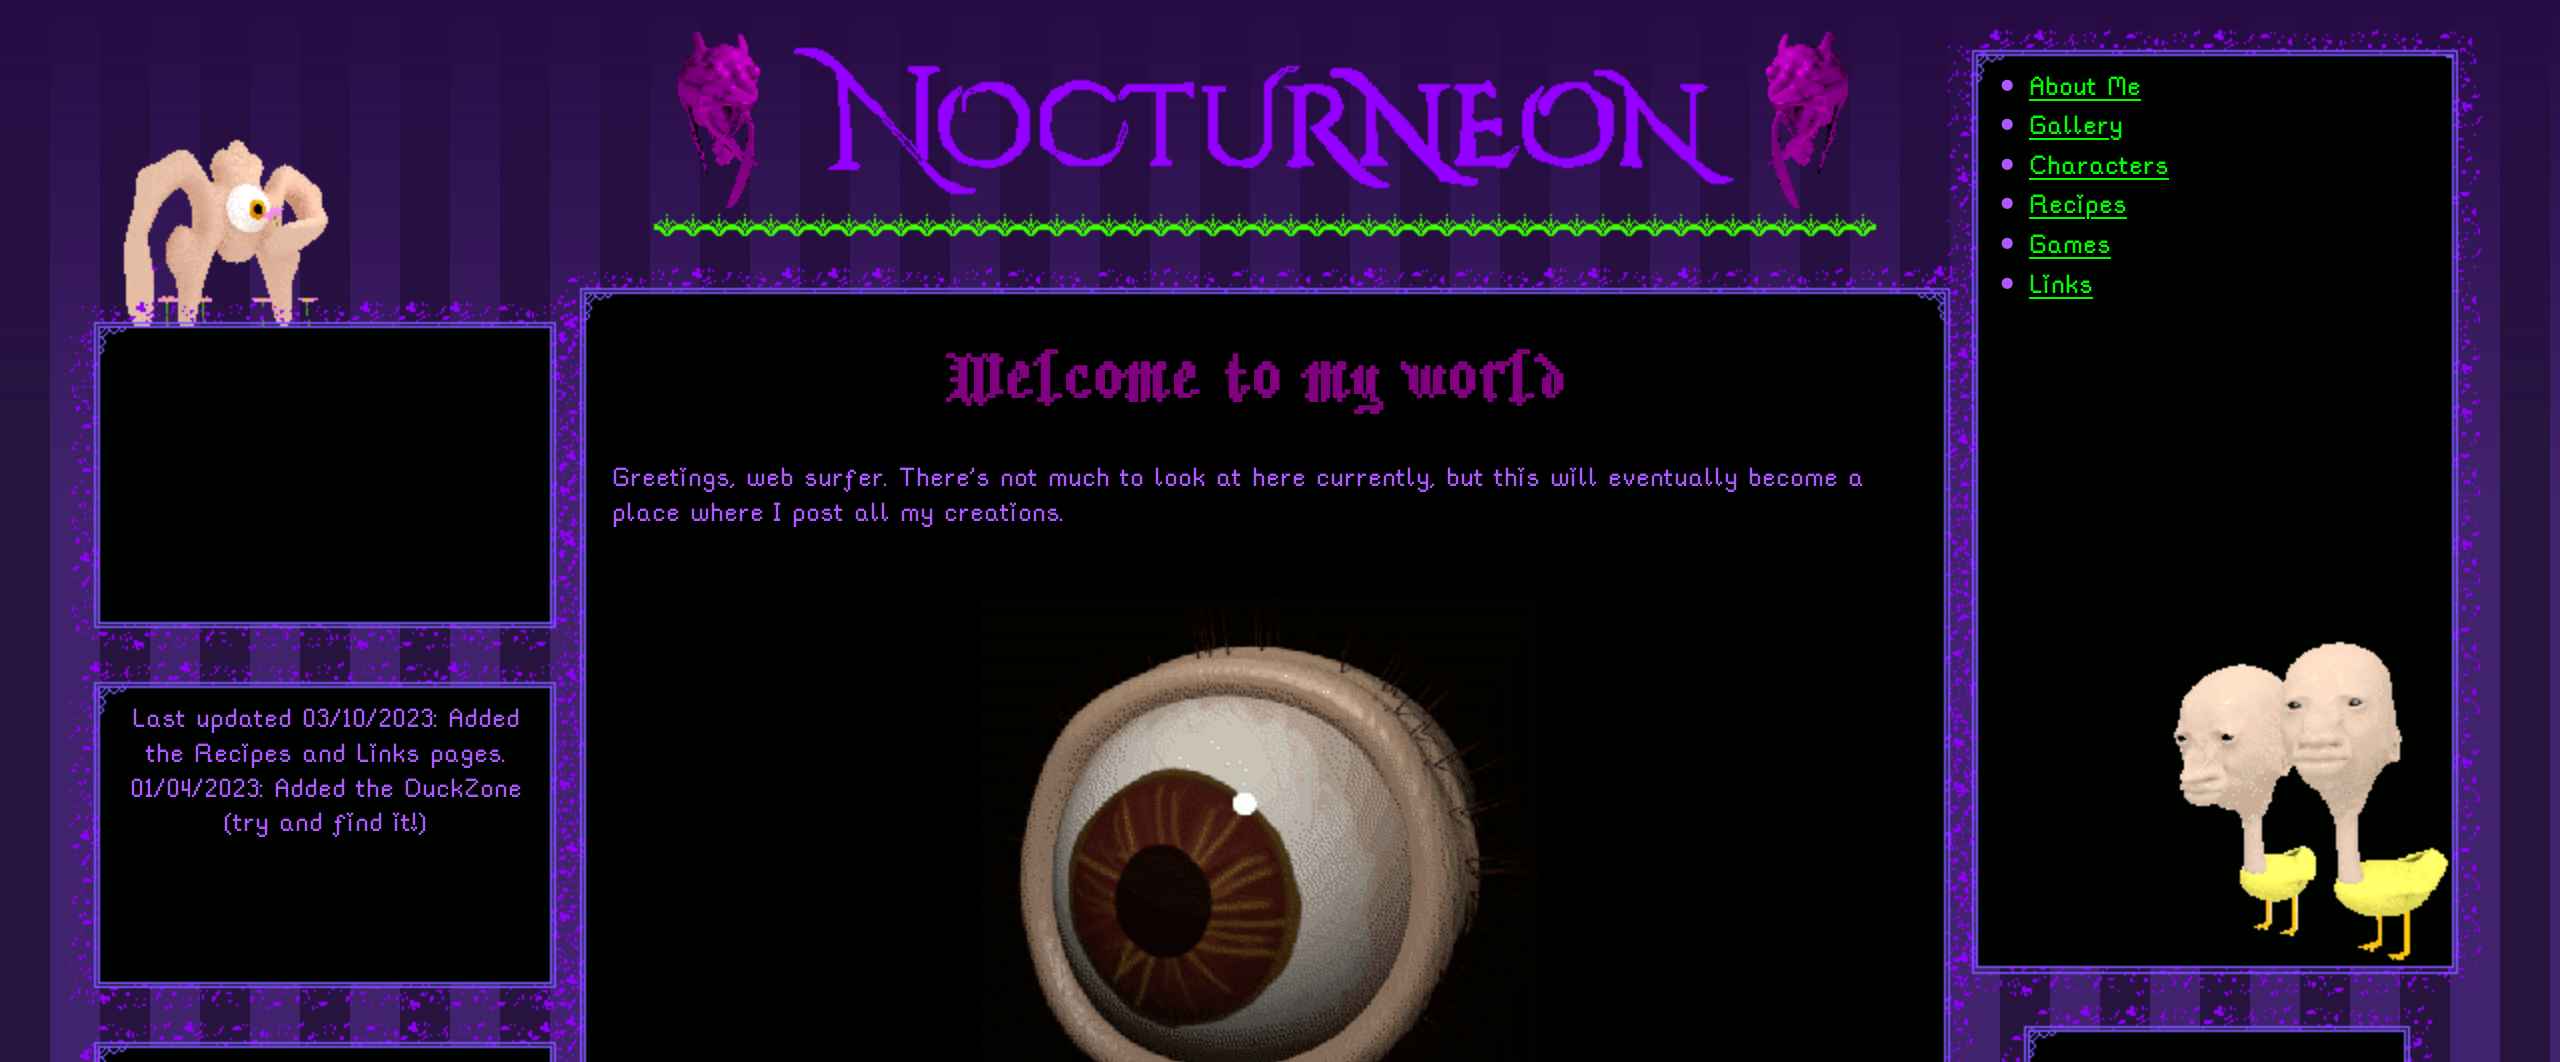 NOCTURNEON
About Me
Gallery
Characters
Recipes
Games
Links
Welcome to my world
Greetings, web surfer. There's not much to look at here currently, but this will eventually become a
place where I post all my creations.
Last updated 03/10/2023: Added
the Recipes and Links pages.
01/04/2023: Added the DuckZone
(try and find it!)